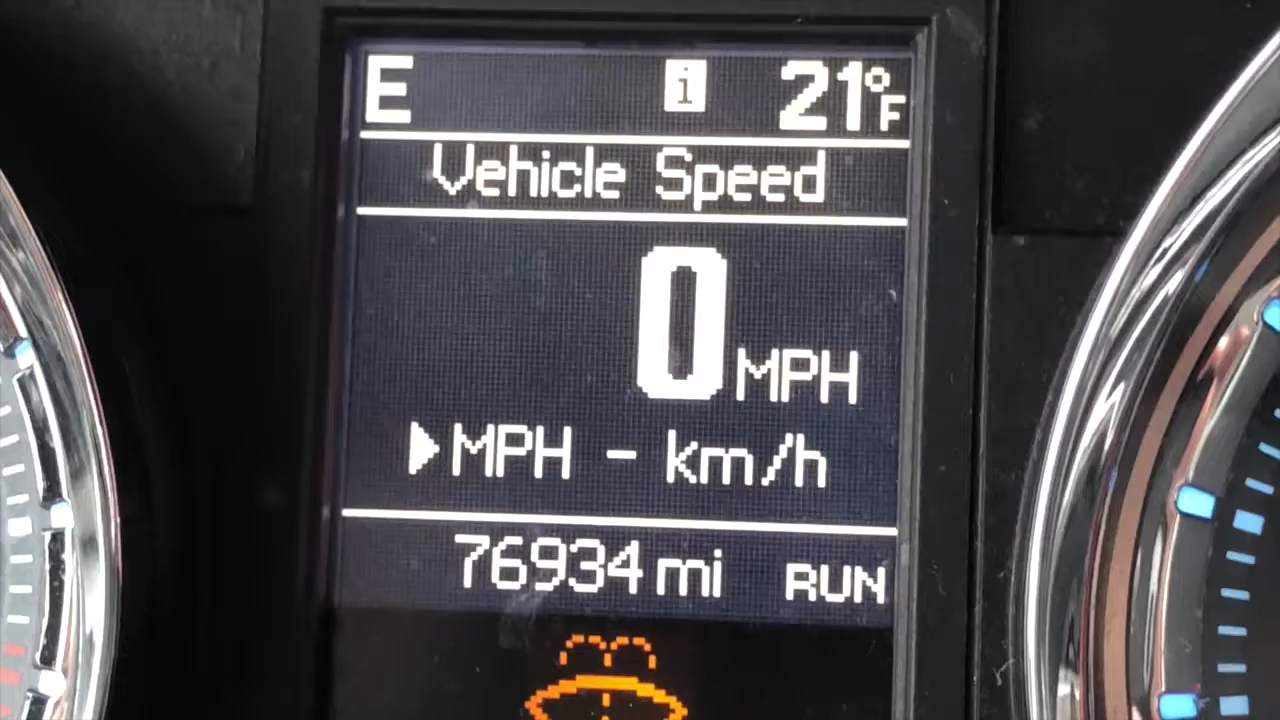 E i 21°F
Vehicle Speed
0 MPH
MPH - km/h
76934 mi RUN